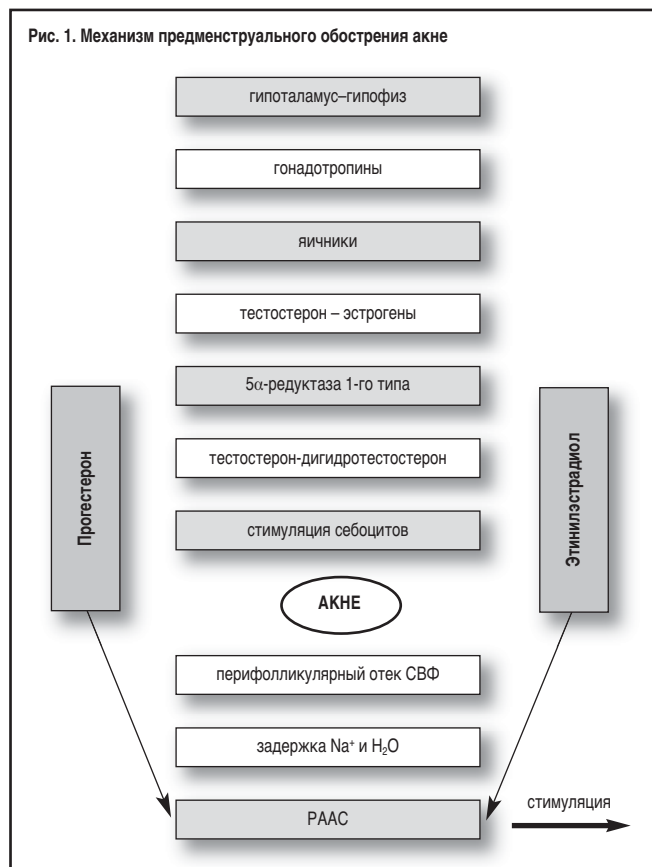 Рис. 1. Механизм предменструального обострения акне
гипоталамус–гипофиз
гонадотропины
яичники
тестостерон – эстрогены
5α-редуктаза 1-го типа
тестостерон-дигидротестостерон
стимуляция себоцитов
Прогестерон
Этинилэстрадиол
АКНЕ
перифолликулярный отек СВФ
задержка Na⁺ и H₂O
РААС
стимуляция